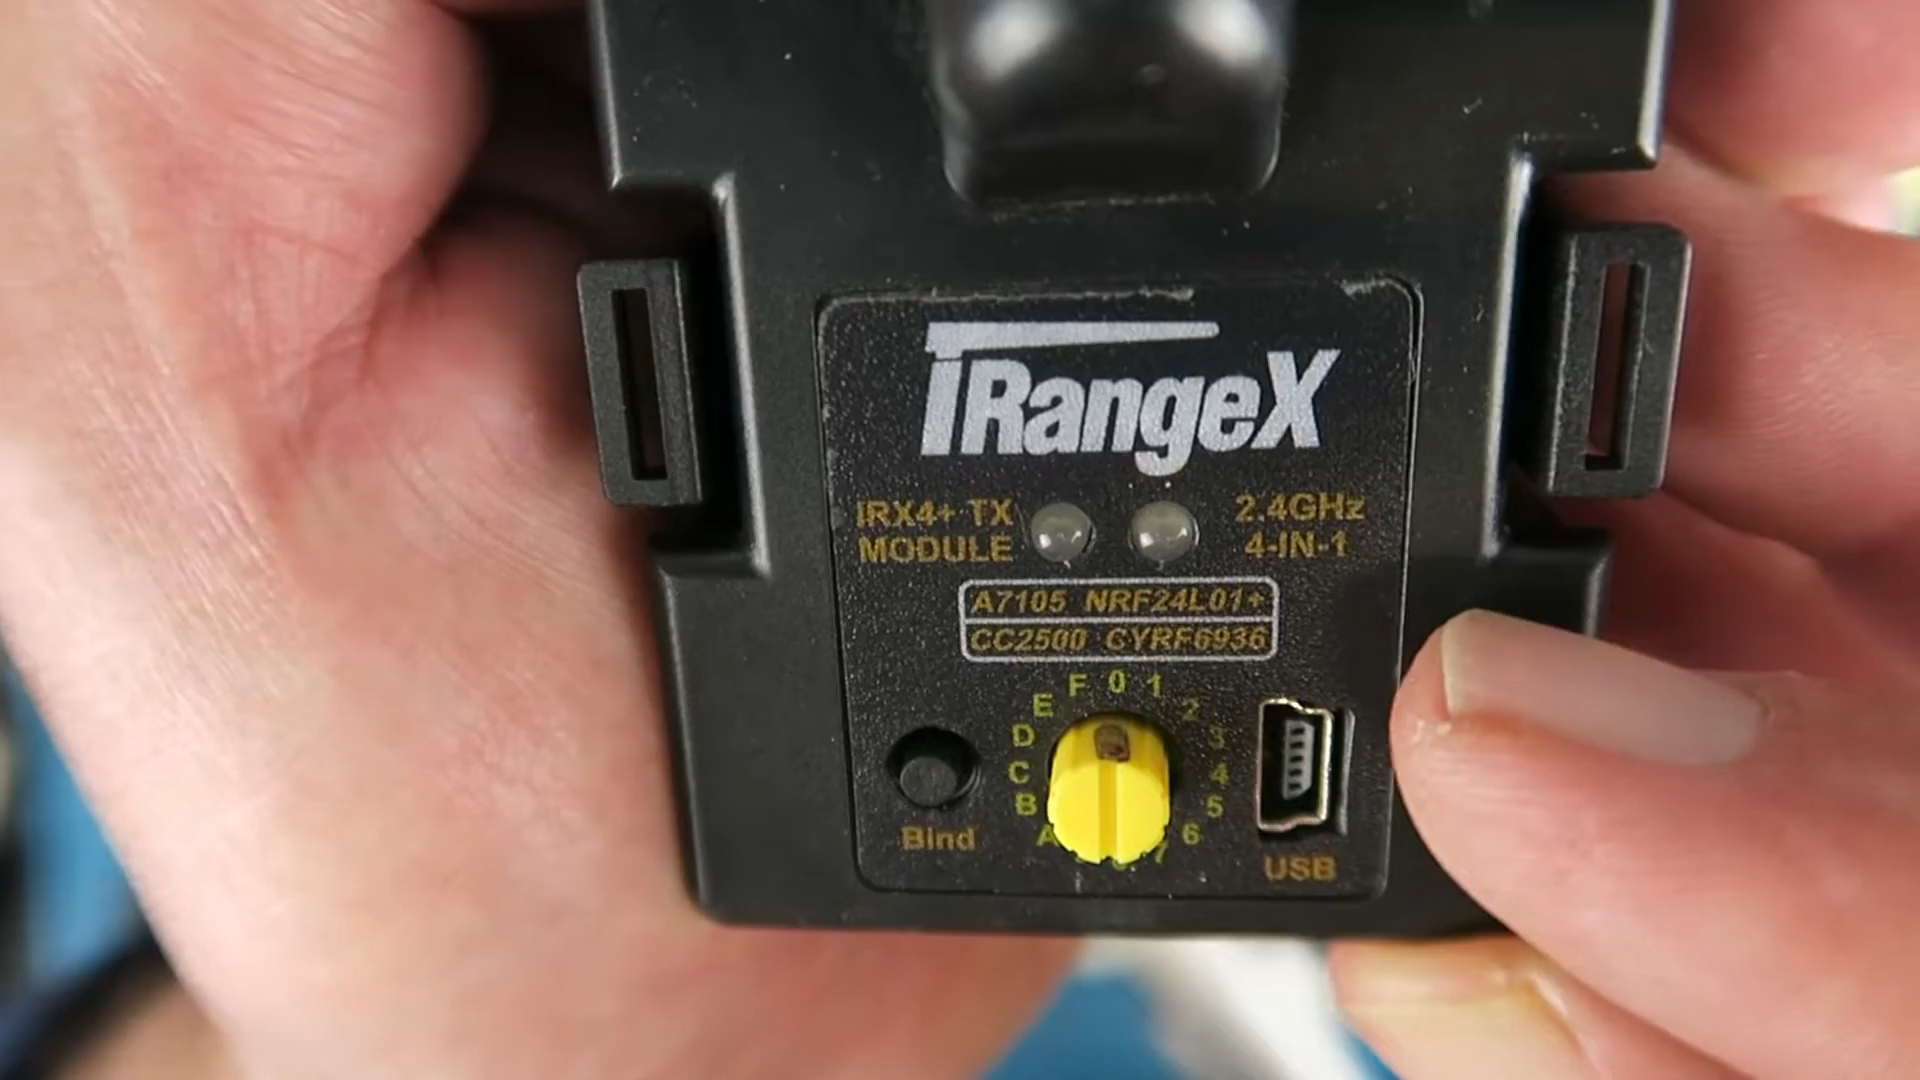 IRangeX
IRX4+ TX
MODULE
2.4GHz
4-IN-1
A7105 NRF24L01+
CC2500 CYRF6936
F 0 1
E 2
D 3
C 4
B 5
A 6
7
Bind
USB